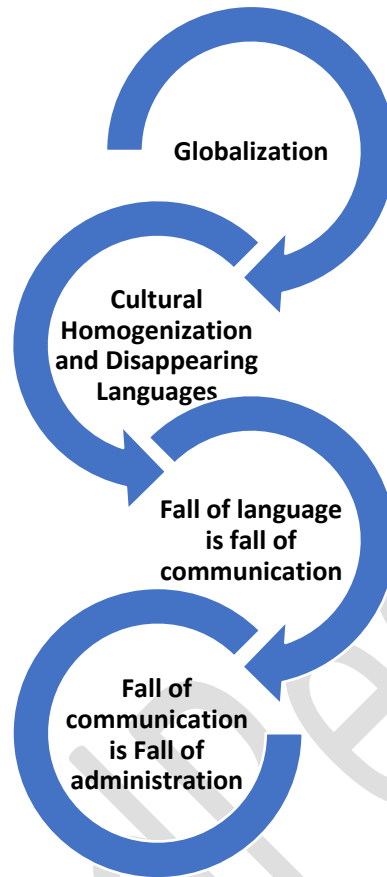 Globalization
Cultural
Homogenization
and Disappearing
Languages
Fall of language
is fall of
communication
Fall of
communication
is Fall of
administration